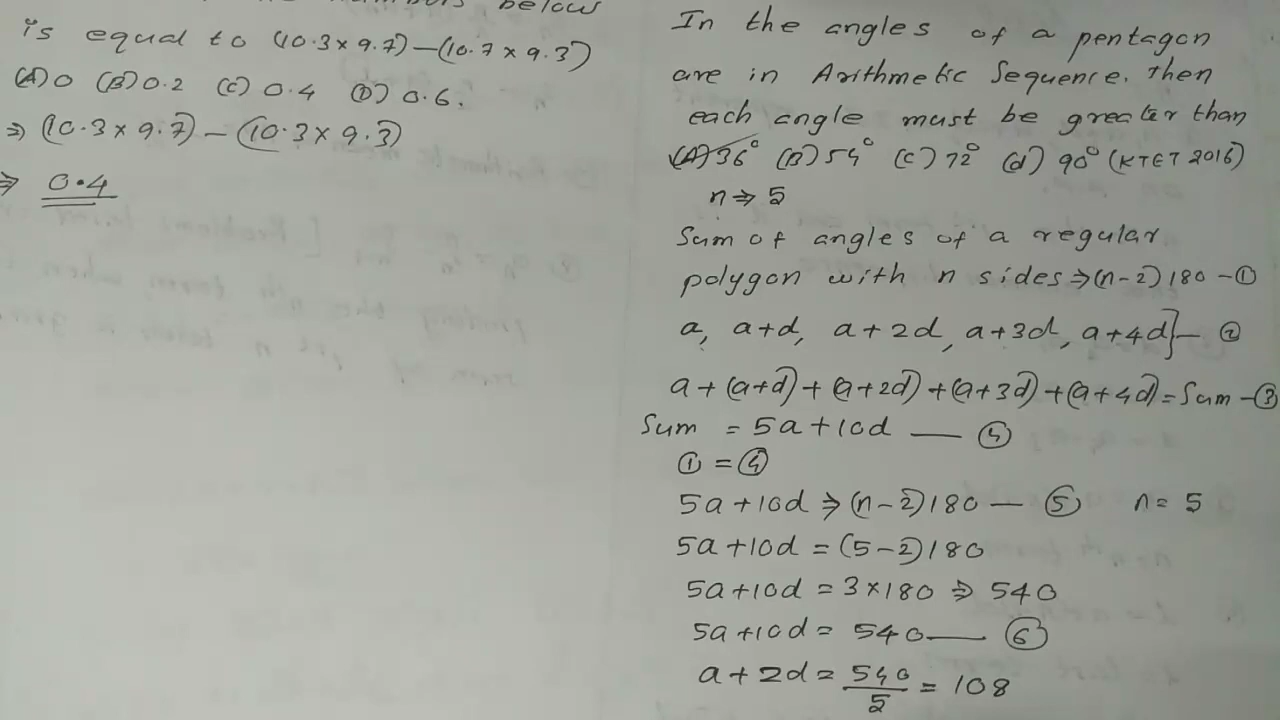 below
is equal to (10.3 x 9.7) - (10.7 x 9.3)
(A) 0 (B) 0.2 (C) 0.4 (D) 0.6.
⇒ (10.3 x 9.7) - (10.3 x 9.3)
⇒ 0.4
In the angles of a pentagon
are in Arithmetic Sequence. Then
each angle must be greater than
(A) 36° (B) 54° (C) 72° (d) 90° (KTET 2016)
n ⇒ 5
Sum of angles of a regular
polygon with n sides ⇒ (n-2) 180 - ①
a, a+d, a+2d, a+3d, a+4d} - ②
a + (a+d) + (a+2d) + (a+3d) + (a+4d) = Sum - ③
Sum = 5a + 10d — ④
① = ④
5a + 10d ⇒ (n-2) 180 — ⑤ n = 5
5a + 10d = (5-2) 180
5a + 10d = 3 x 180 ⇒ 540
5a + 10d = 540 — ⑥
a + 2d = 540/5 = 108